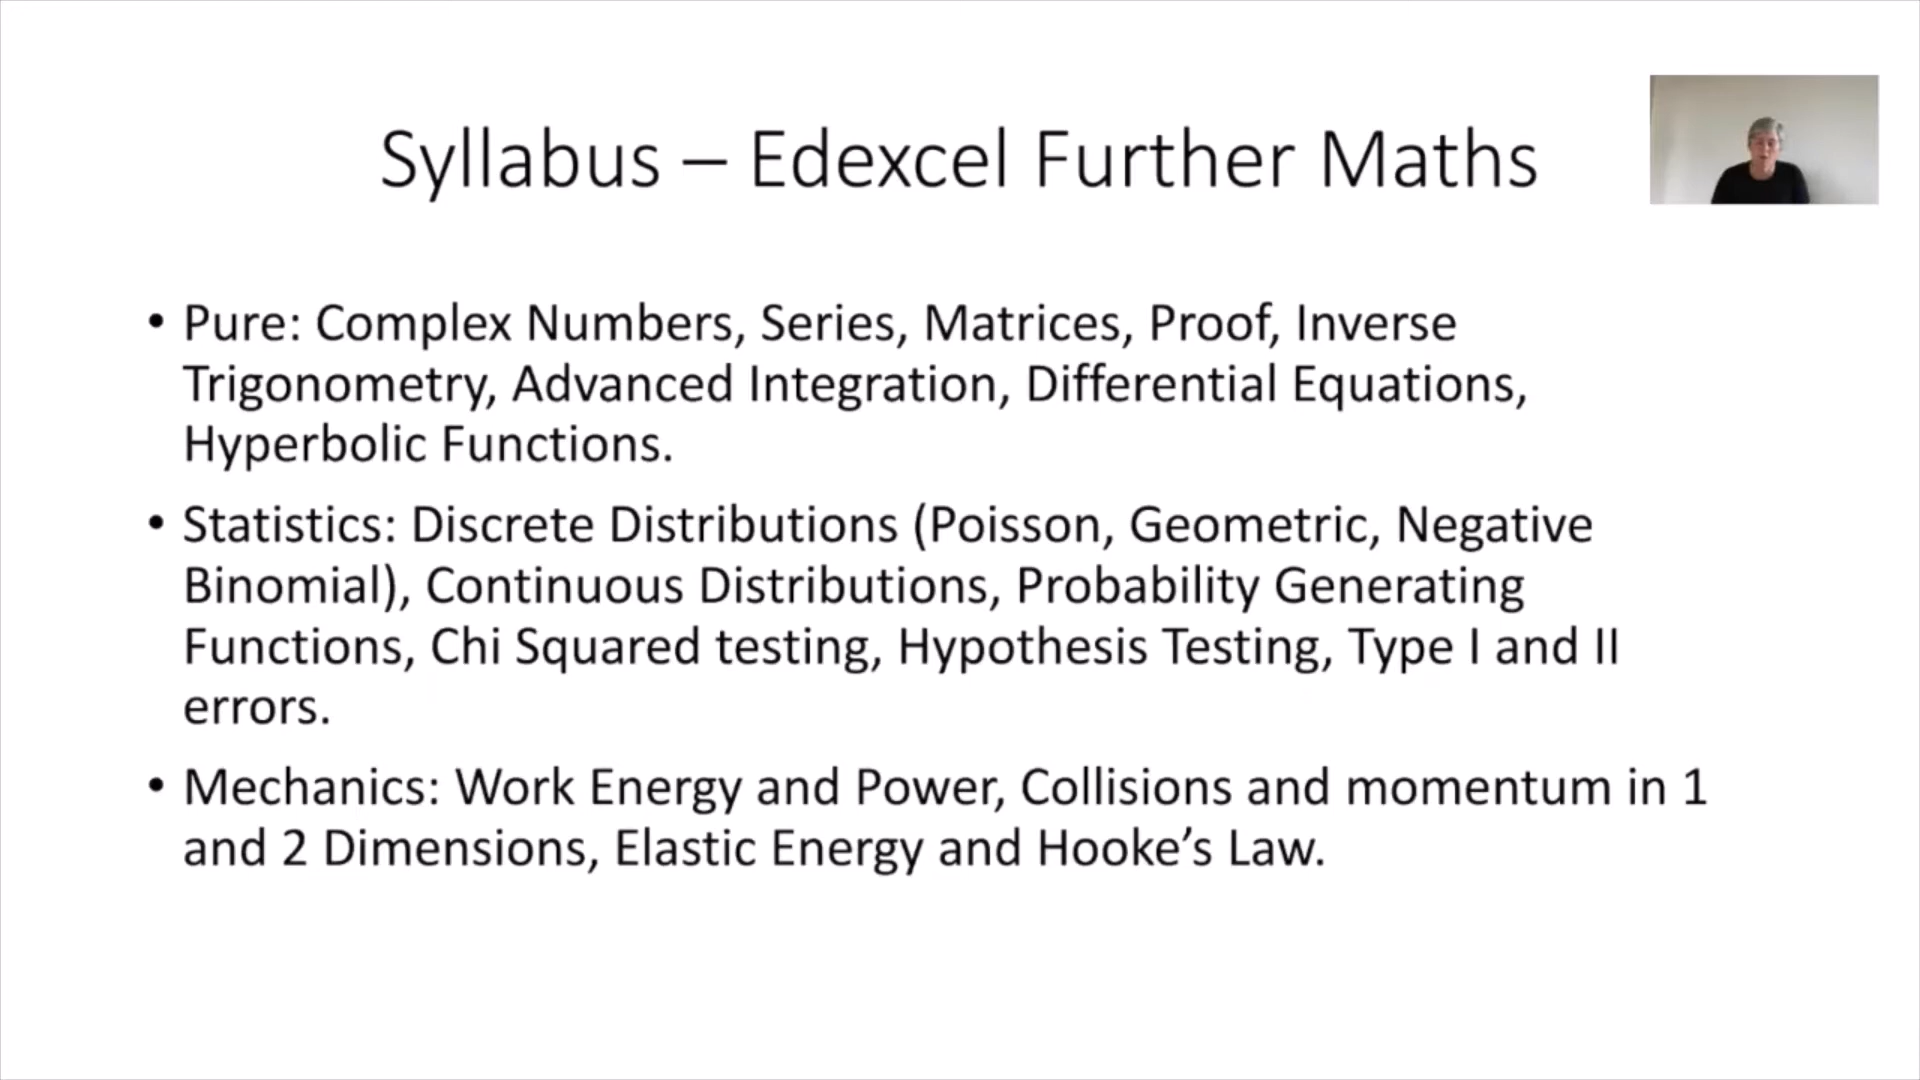 Syllabus – Edexcel Further Maths
• Pure: Complex Numbers, Series, Matrices, Proof, Inverse
Trigonometry, Advanced Integration, Differential Equations,
Hyperbolic Functions.
• Statistics: Discrete Distributions (Poisson, Geometric, Negative
Binomial), Continuous Distributions, Probability Generating
Functions, Chi Squared testing, Hypothesis Testing, Type I and II
errors.
• Mechanics: Work Energy and Power, Collisions and momentum in 1
and 2 Dimensions, Elastic Energy and Hooke’s Law.